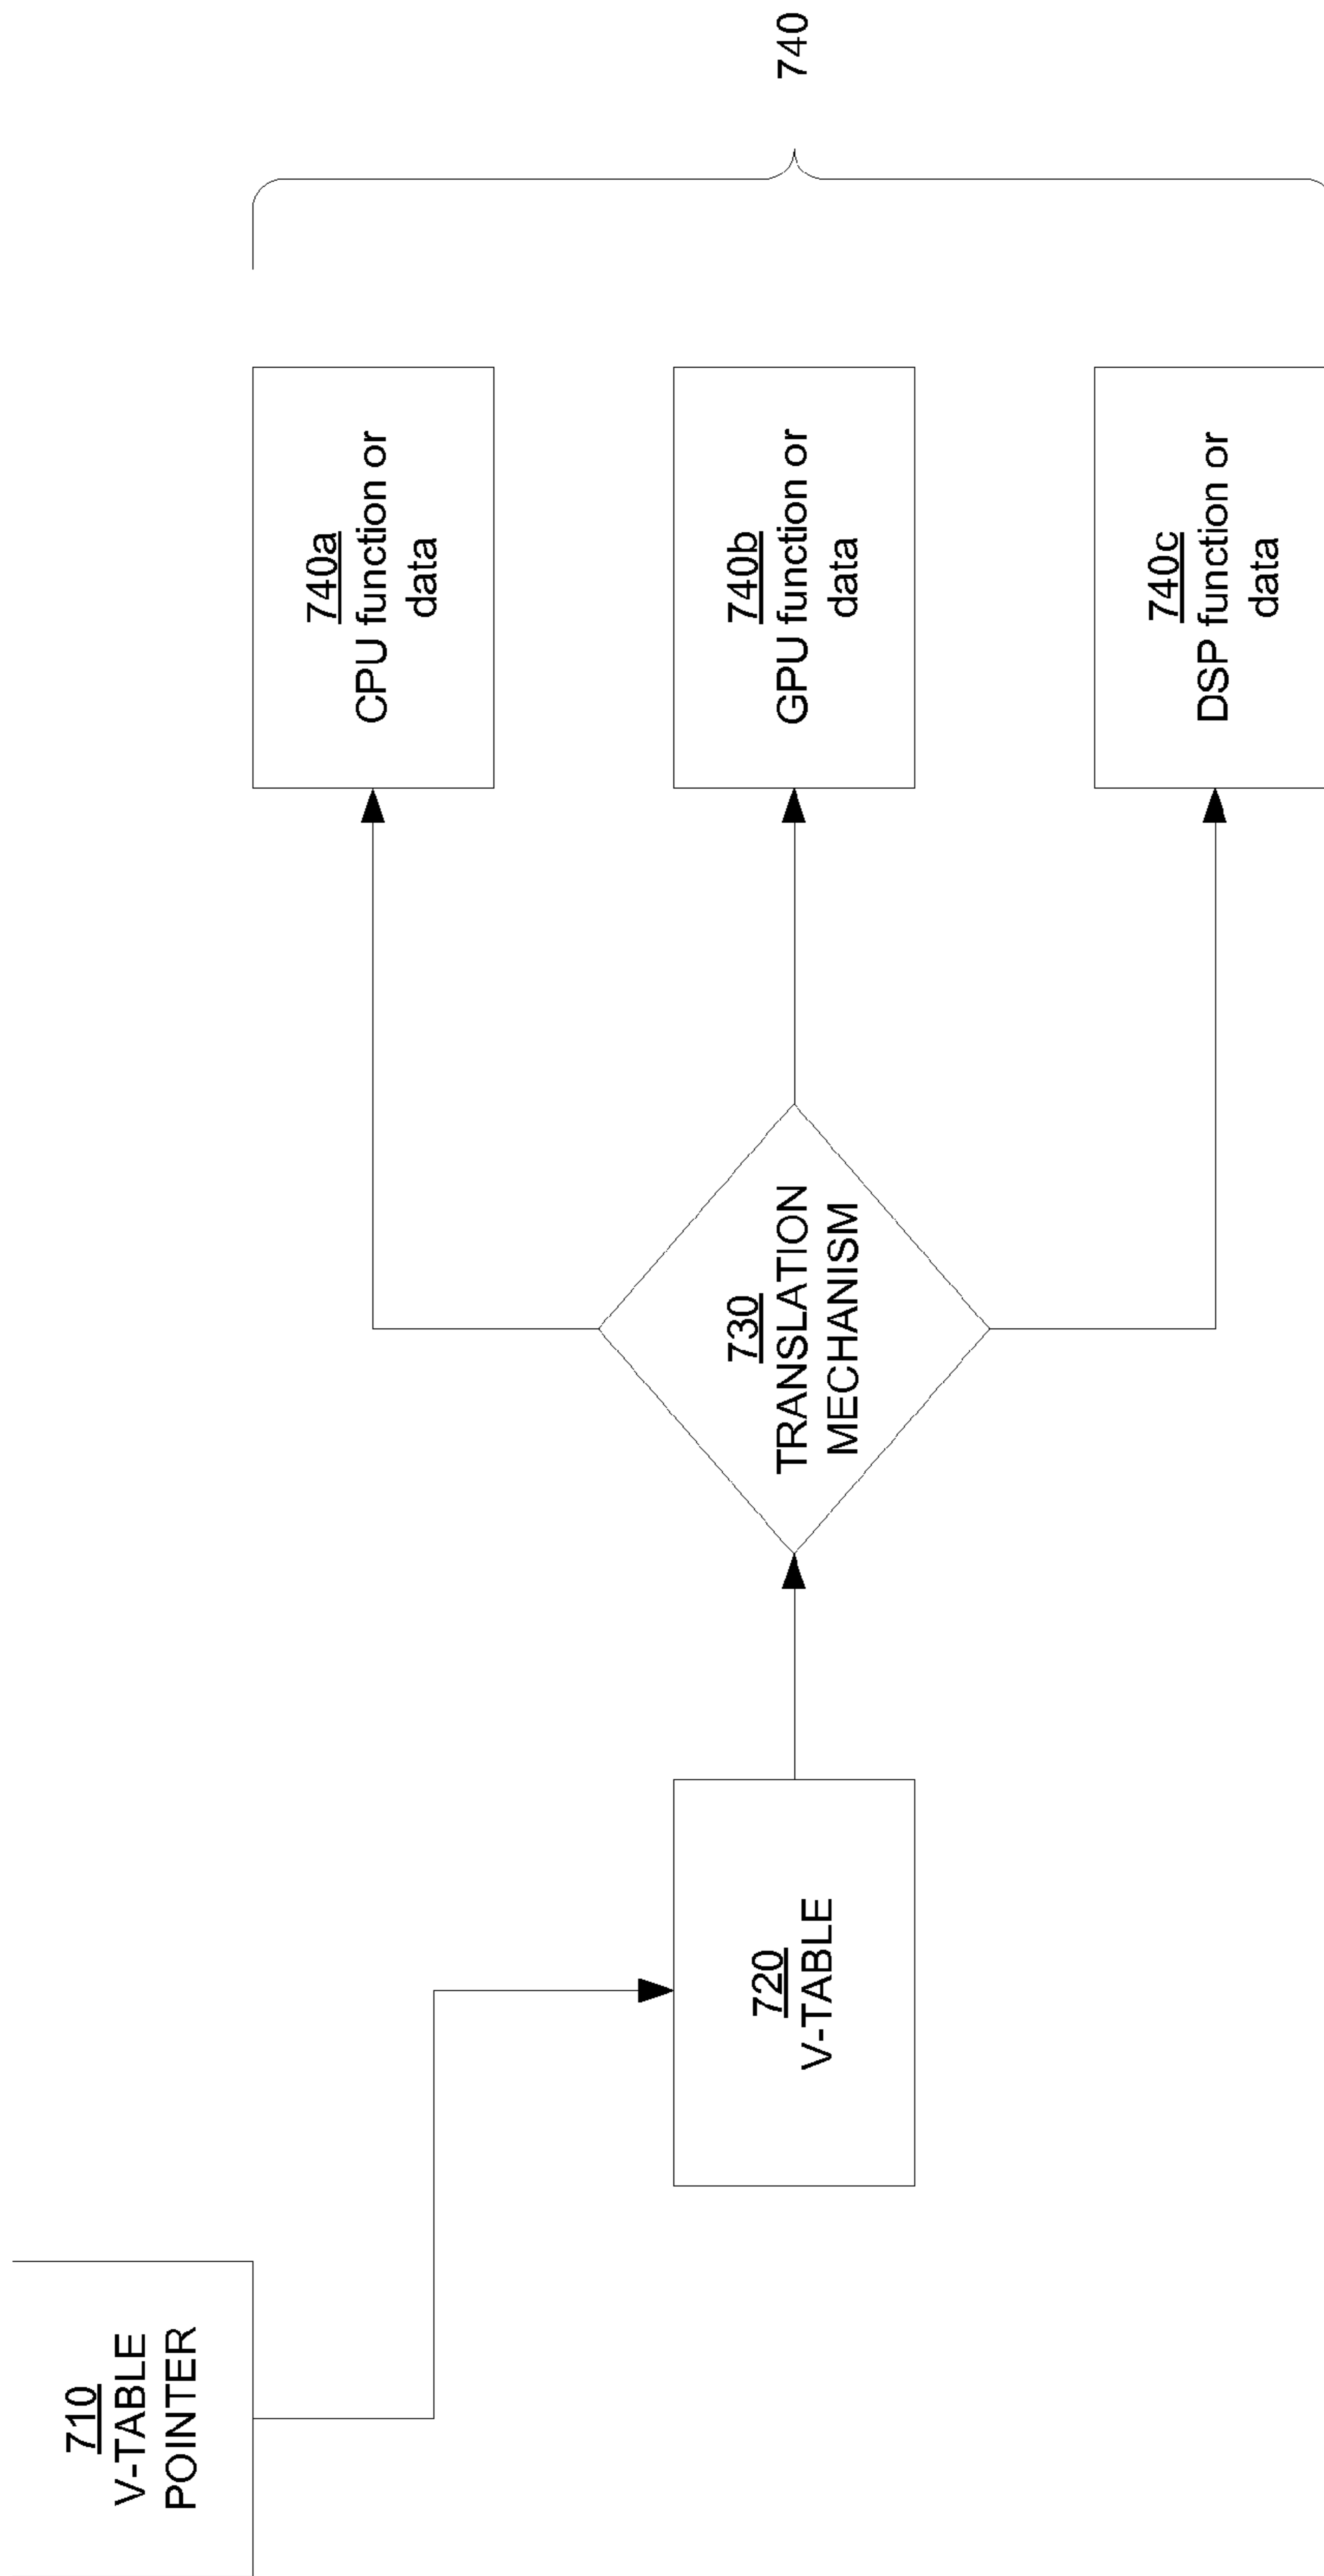 710
V-TABLE
POINTER
720
V-TABLE
730
TRANSLATION
MECHANISM
740a
CPU function or
data
740b
GPU function or
data
740c
DSP function or
data
740